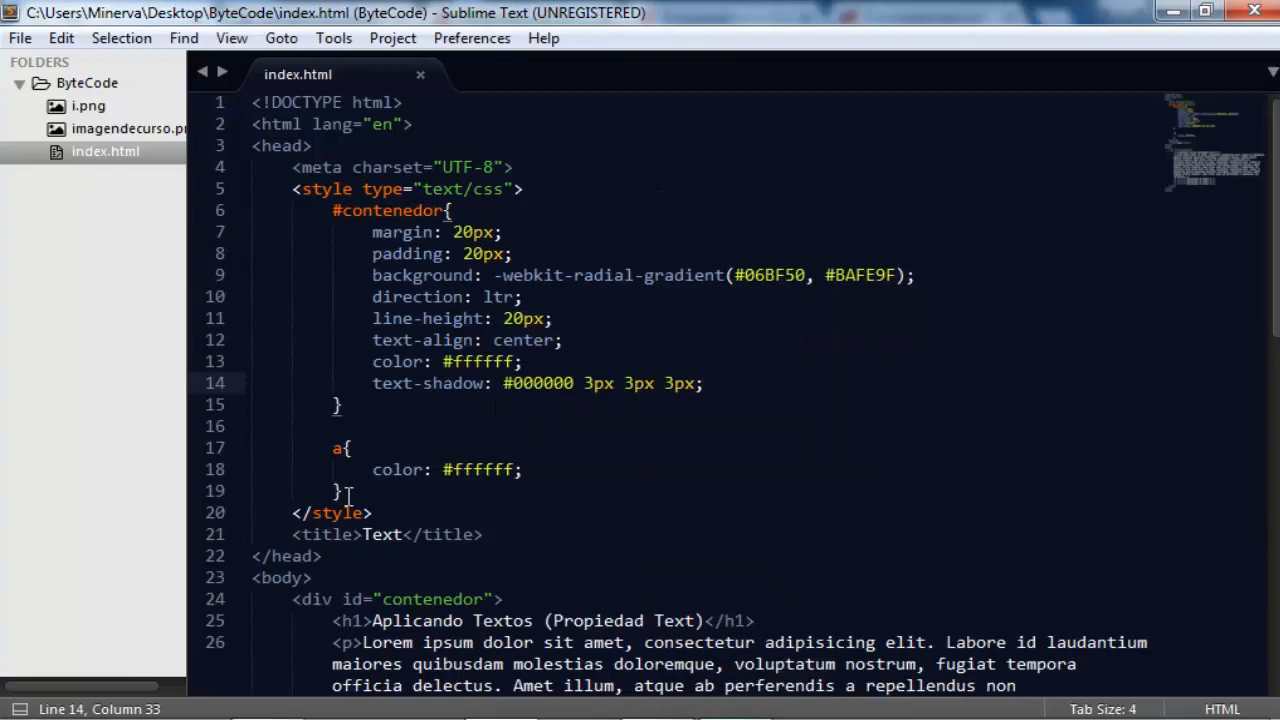 C:\Users\Minerva\Desktop\ByteCode\index.html (ByteCode) - Sublime Text (UNREGISTERED)
File Edit Selection Find View Goto Tools Project Preferences Help
FOLDERS
ByteCode
i.png
imagendecurso.pr
index.html
index.html
1 <!DOCTYPE html>
2 <html lang="en">
3 <head>
4 <meta charset="UTF-8">
5 <style type="text/css">
6 #contenedor{
7 margin: 20px;
8 padding: 20px;
9 background: -webkit-radial-gradient(#06BF50, #BAFE9F);
10 direction: ltr;
11 line-height: 20px;
12 text-align: center;
13 color: #ffffff;
14 text-shadow: #000000 3px 3px 3px;
15 }
16
17 a{
18 color: #ffffff;
19 }
20 </style>
21 <title>Text</title>
22 </head>
23 <body>
24 <div id="contenedor">
25 <h1>Aplicando Textos (Propiedad Text)</h1>
26 <p>Lorem ipsum dolor sit amet, consectetur adipisicing elit. Labore id laudantium
maiores quibusdam molestias doloremque, voluptatum nostrum, fugiat tempora
officia delectus. Amet illum, atque ab perferendis a repellendus non
Line 14, Column 33
Tab Size: 4
HTML